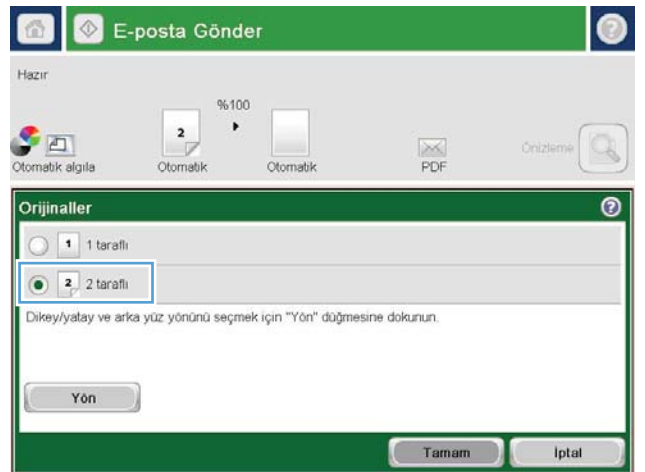 E-posta Gönder
Hazır
%100
2
Otomatik algıla
Otomatik
Otomatik
PDF
Önizleme
Orijinaller
1 1 taraflı
2 2 taraflı
Dikey/yatay ve arka yüz yönünü seçmek için "Yön" düğmesine dokunun.
Yön
Tamam
İptal